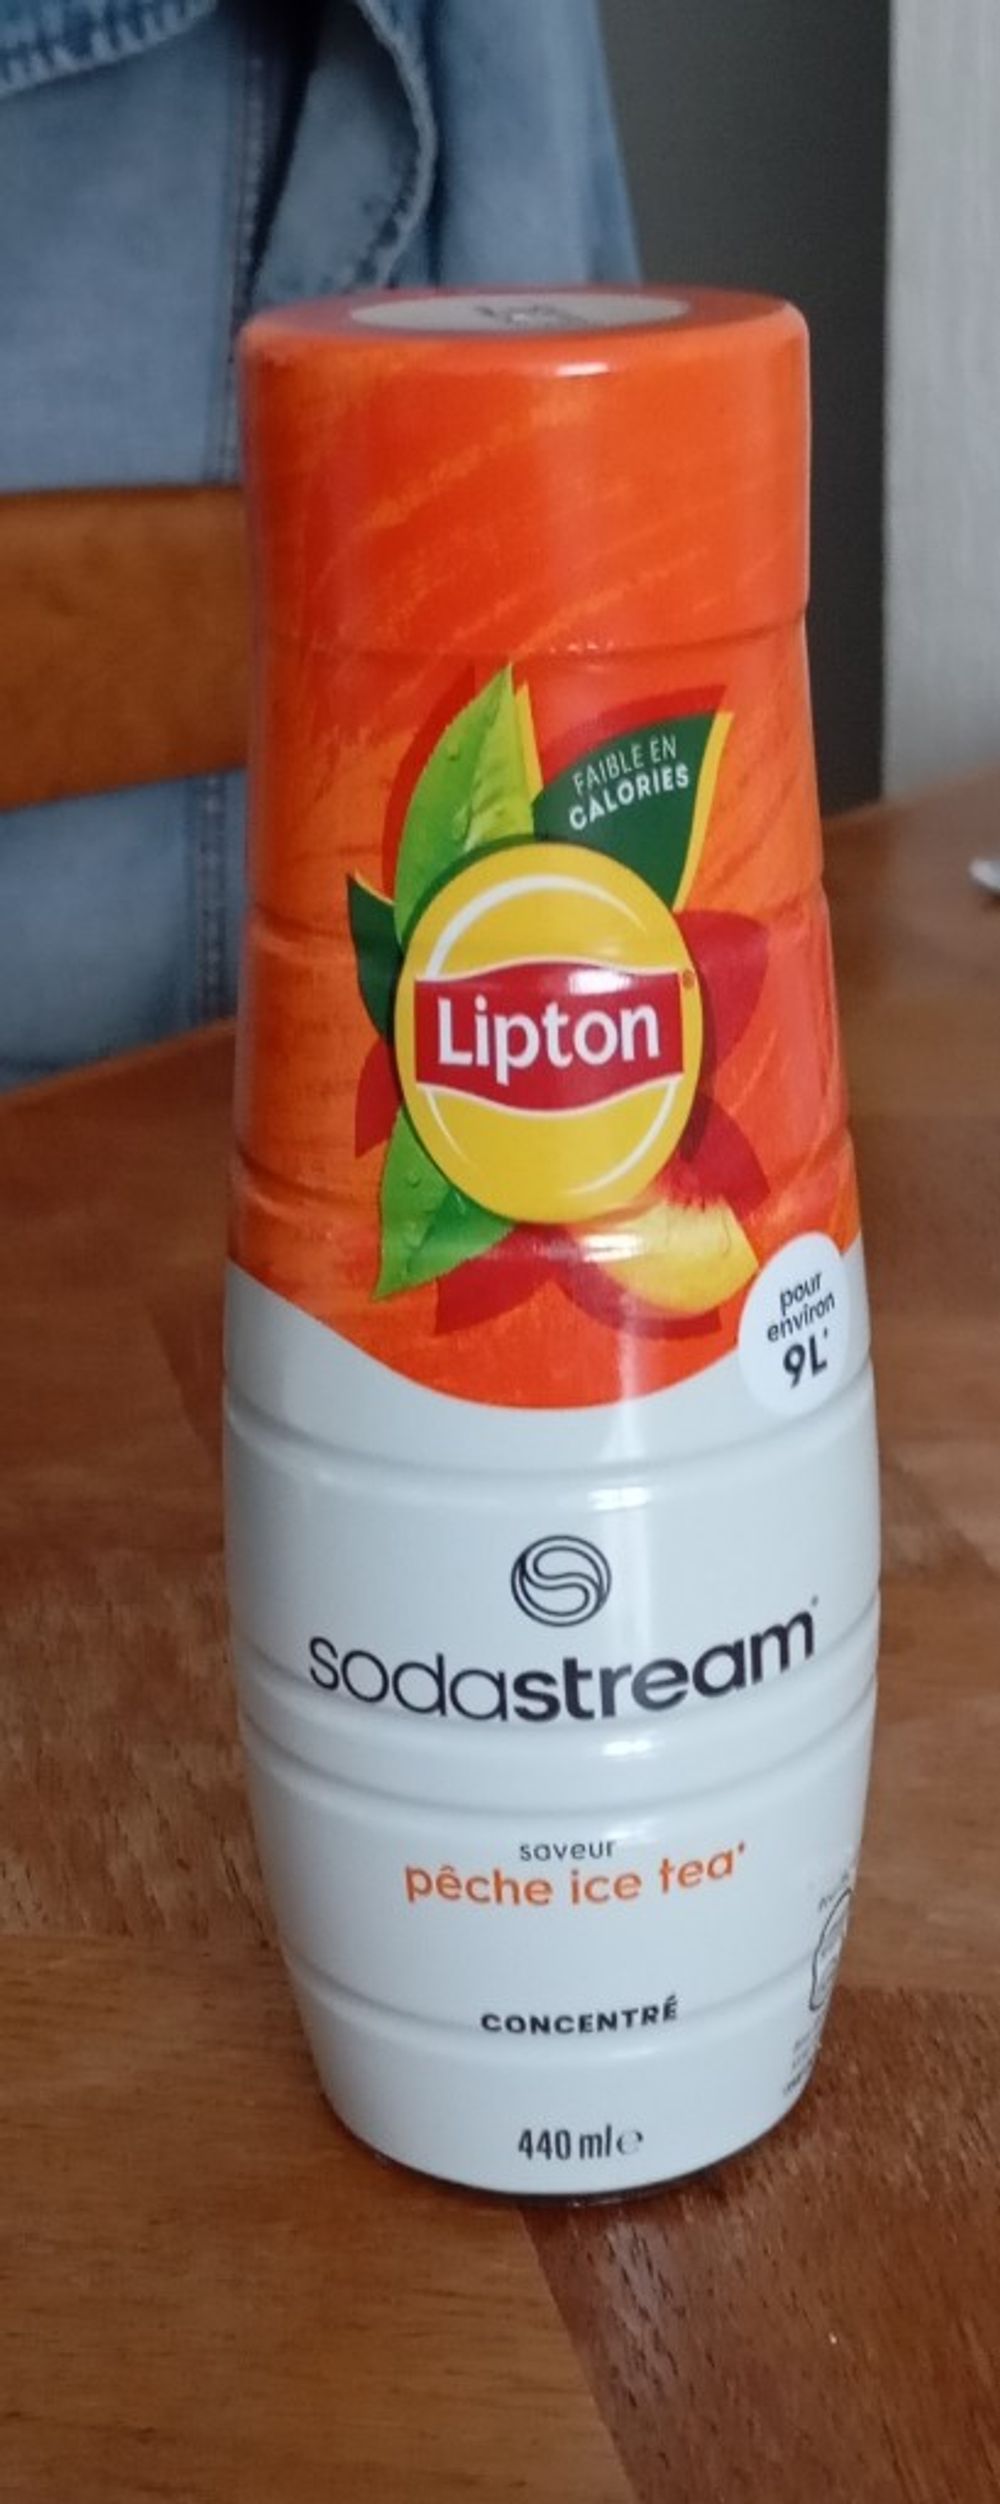 FAIBLE EN
CALORIES
Lipton®
pour
environ
9L*
sodastream®
saveur
pêche ice tea*
CONCENTRÉ
440 ml ℮